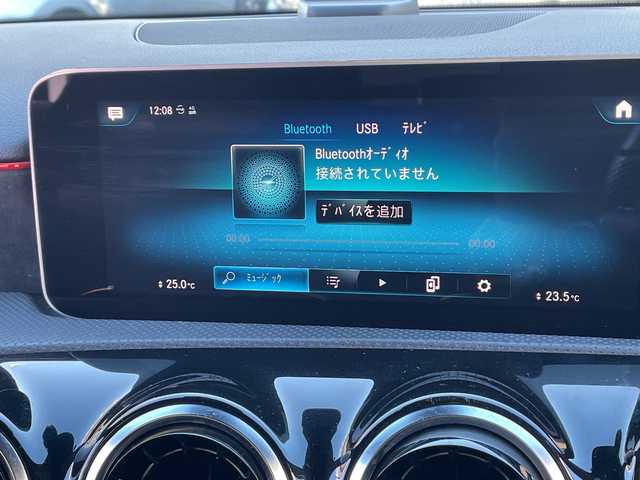 12:08 4G
Bluetooth USB テレビ
Bluetoothオーディオ
接続されていません
デバイスを追加
00:00 00:00
ミュージック
25.0°C 23.5°C